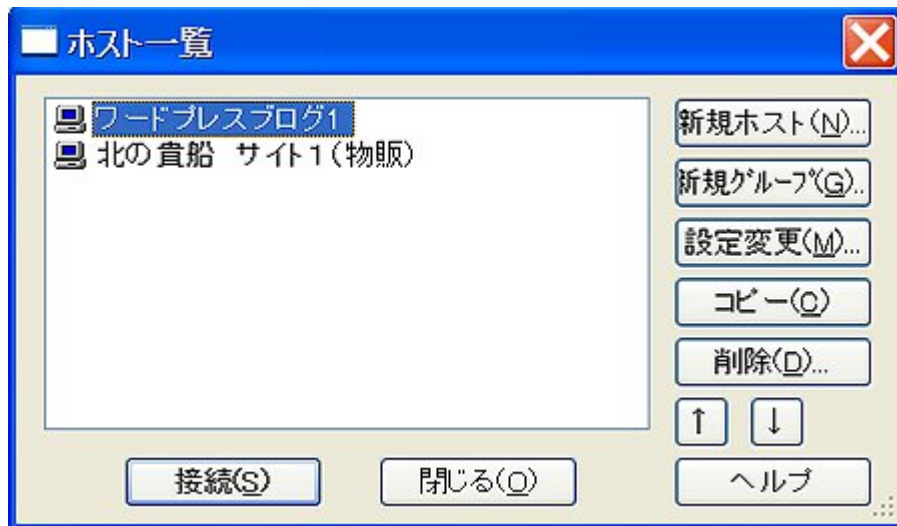 ホスト一覧
ワードプレスブログ1
北の貴船 サイト1(物販)
新規ホスト(N)...
新規グループ(G)..
設定変更(M)...
コピー(C)
削除(D)...
↑ ↓
接続(S)
閉じる(O)
ヘルプ